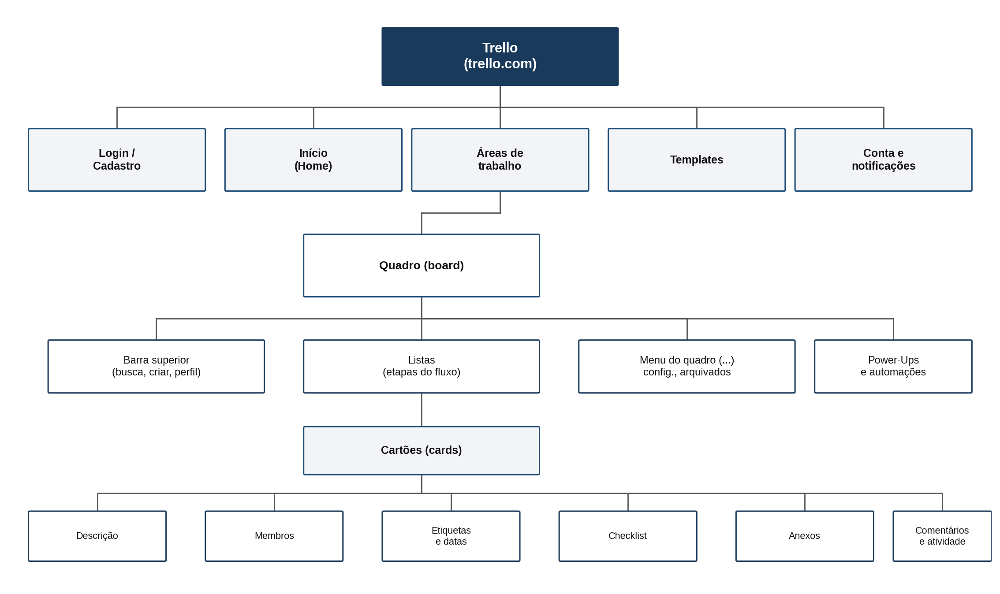 Trello
(trello.com)
Login /
Cadastro
Início
(Home)
Áreas de
trabalho
Templates
Conta e
notificações
Quadro (board)
Barra superior
(busca, criar, perfil)
Listas
(etapas do fluxo)
Menu do quadro (...)
config., arquivados
Power-Ups
e automações
Cartões (cards)
Descrição
Membros
Etiquetas
e datas
Checklist
Anexos
Comentários
e atividade